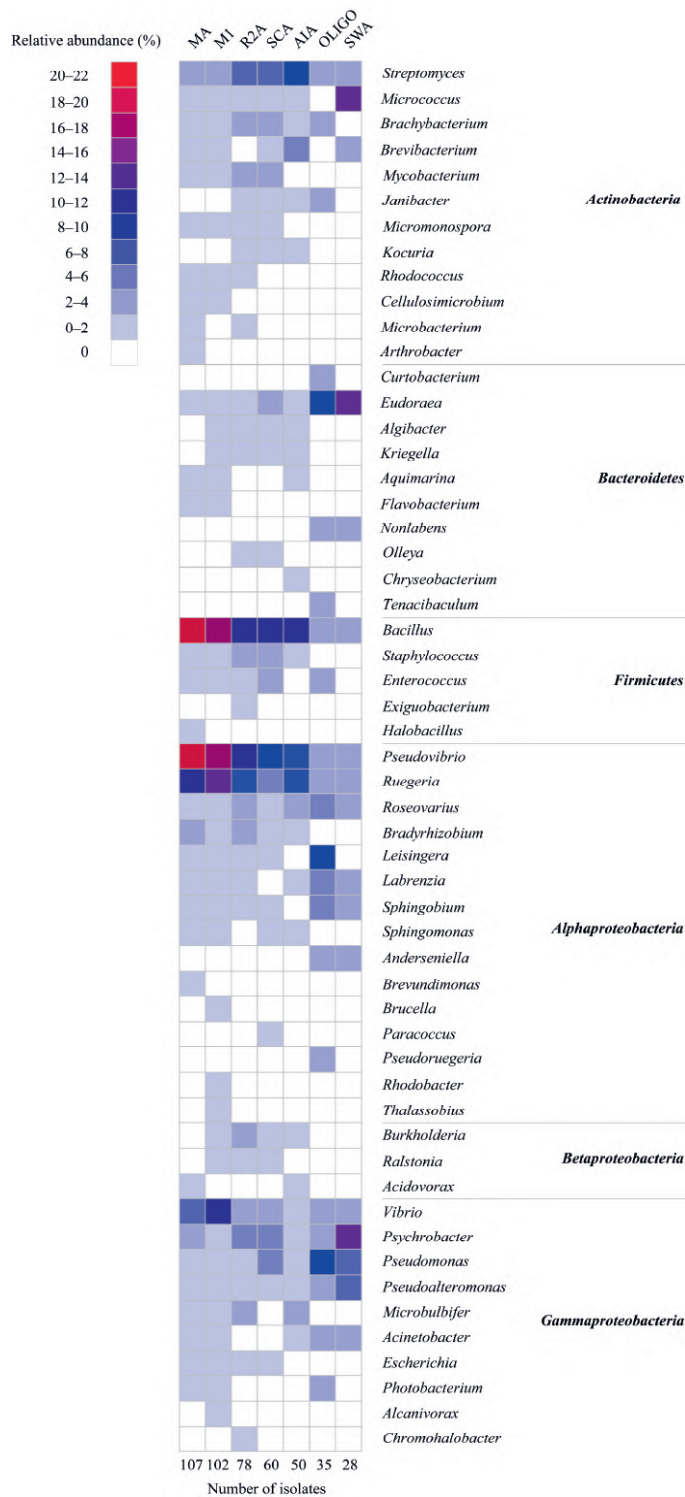 MA M1 R2A SCA AIA OLIGO SWA
Relative abundance (%)
20–22
18–20
16–18
14–16
12–14
10–12
8–10
6–8
4–6
2–4
0–2
0
Streptomyces
Micrococcus
Brachybacterium
Brevibacterium
Mycobacterium
Janibacter
Micromonospora
Kocuria
Rhodococcus
Cellulosimicrobium
Microbacterium
Arthrobacter
Actinobacteria
Curtobacterium
Eudoraea
Algibacter
Kriegella
Aquimarina
Flavobacterium
Nonlabens
Olleya
Chryseobacterium
Tenacibaculum
Bacteroidetes
Bacillus
Staphylococcus
Enterococcus
Exiguobacterium
Halobacillus
Firmicutes
Pseudovibrio
Ruegeria
Roseovarius
Bradyrhizobium
Leisingera
Labrenzia
Sphingobium
Sphingomonas
Anderseniella
Brevundimonas
Brucella
Paracoccus
Pseudoruegeria
Rhodobacter
Thalassobius
Alphaproteobacteria
Burkholderia
Ralstonia
Acidovorax
Betaproteobacteria
Vibrio
Psychrobacter
Pseudomonas
Pseudoalteromonas
Microbulbifer
Acinetobacter
Escherichia
Photobacterium
Alcanivorax
Chromohalobacter
Gammaproteobacteria
107 102 78 60 50 35 28
Number of isolates